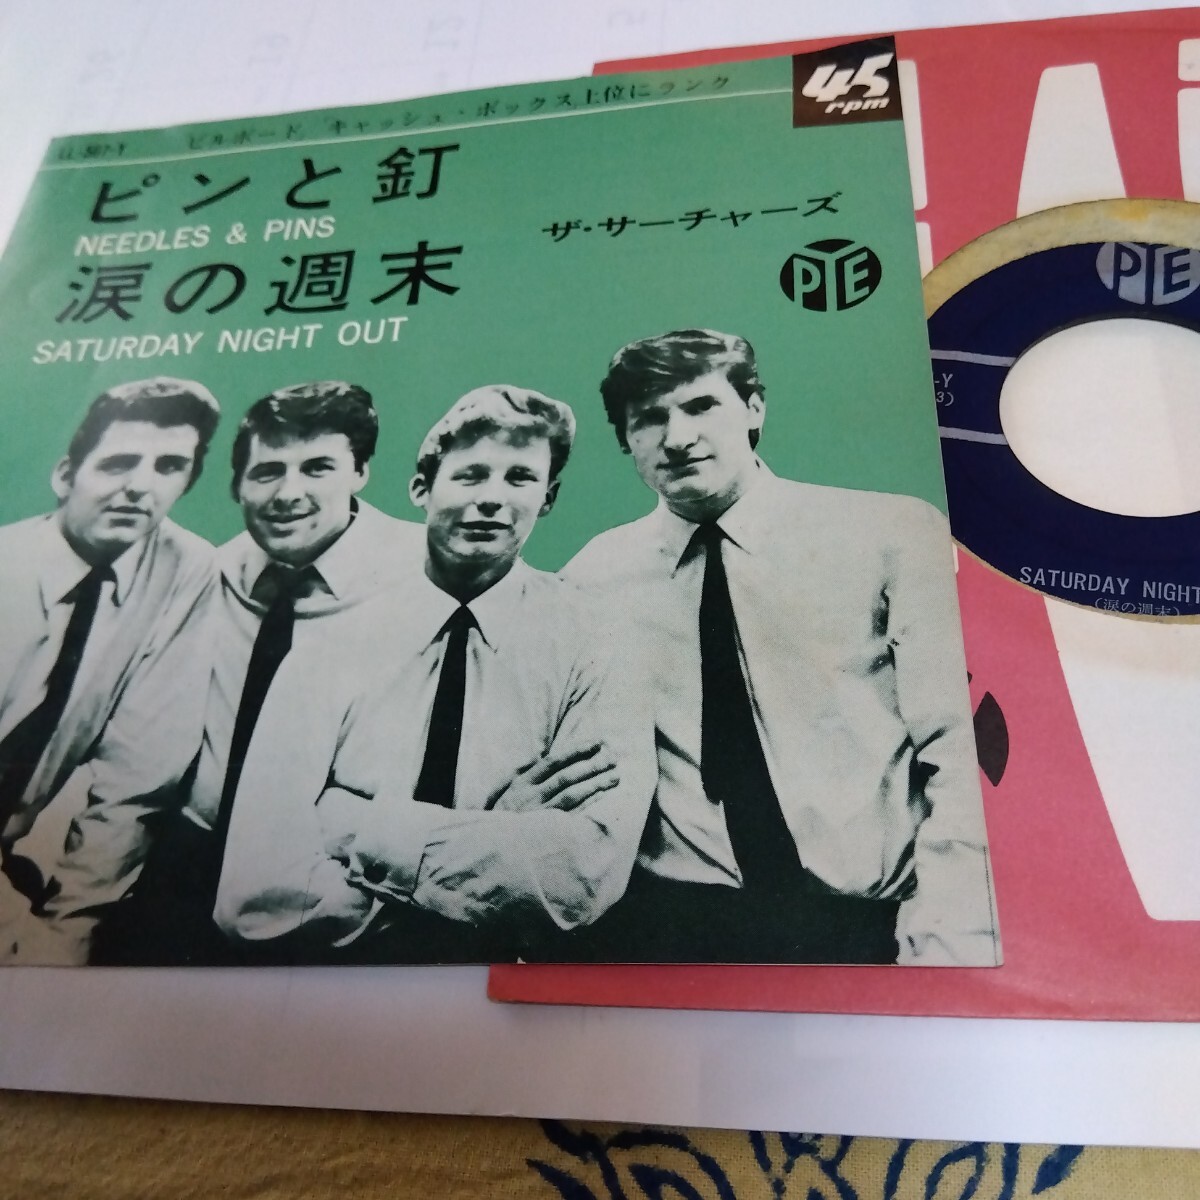 45
rpm
ビルボード、キャッシュ・ボックス上位にランク
ピンと釘
NEEDLES & PINS
涙の週末
SATURDAY NIGHT OUT
ザ・サーチャーズ
PYE
PYE
-Y
3)
SATURDAY NIGHT
(涙の週末)